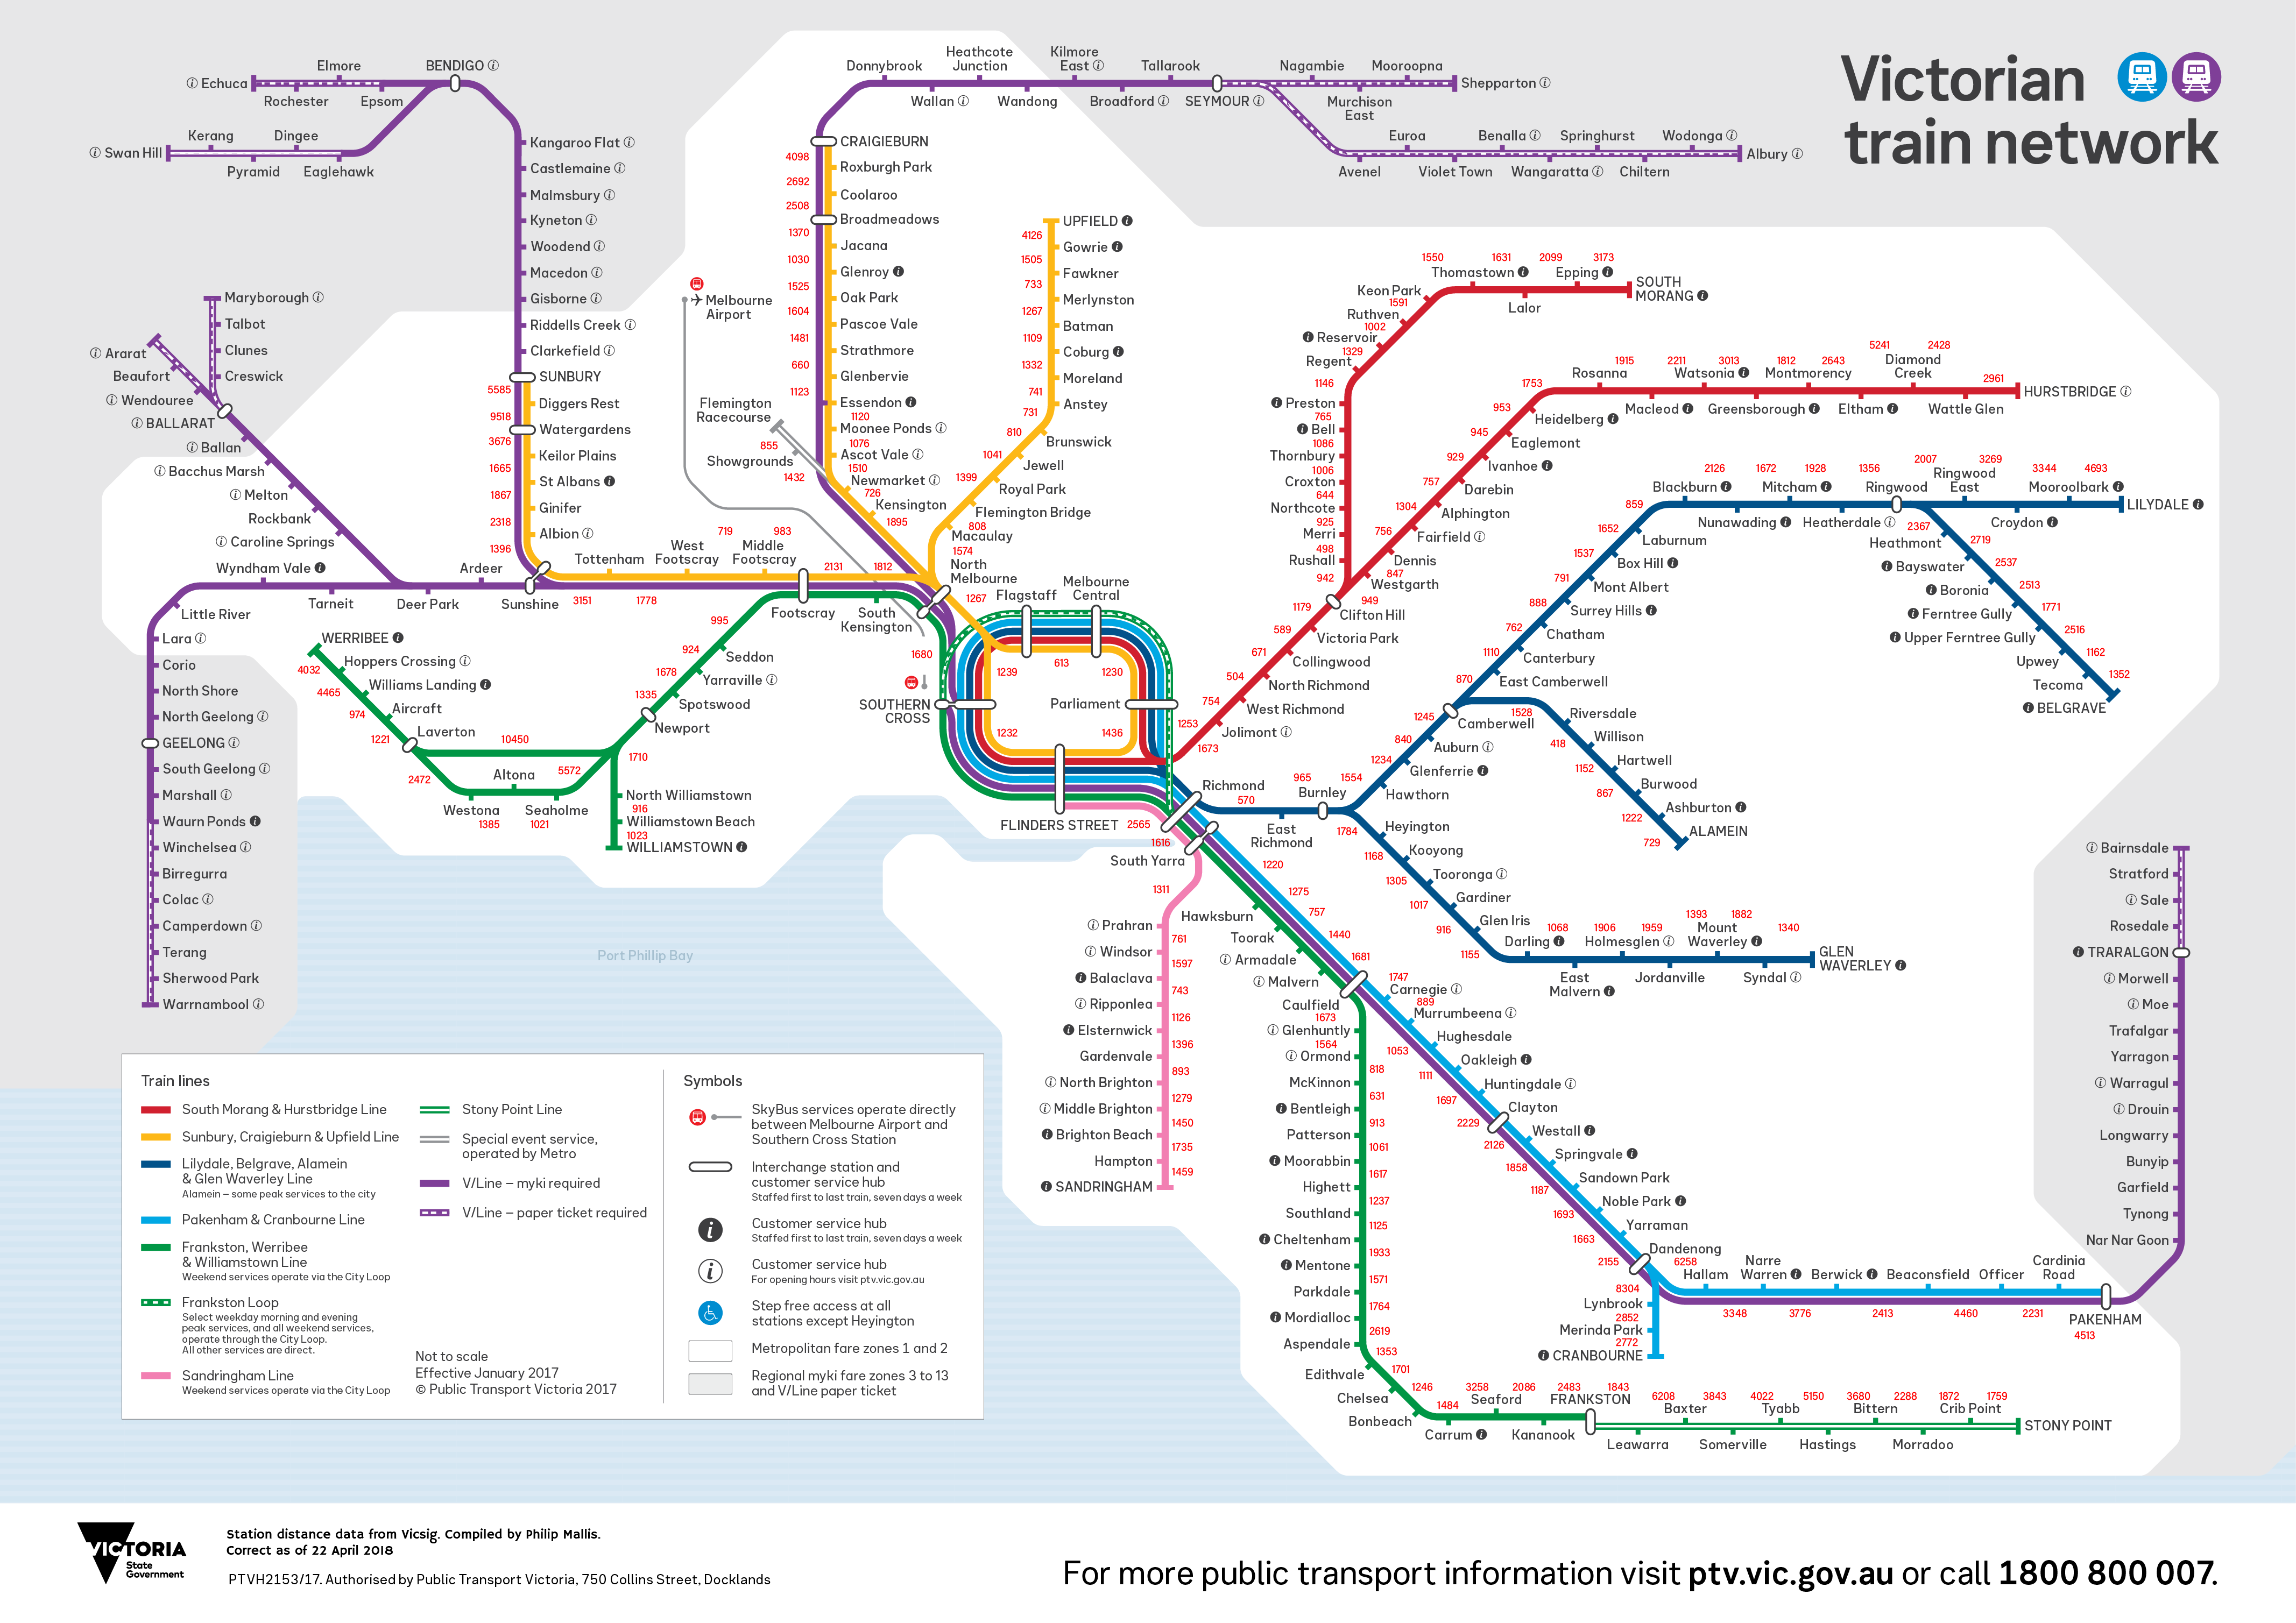 Victorian
train network
BENDIGO
Echuca
Elmore
Rochester
Epsom
Swan Hill
Kerang
Dingee
Pyramid
Eaglehawk
Kangaroo Flat
Castlemaine
Malmsbury
Kyneton
Woodend
Macedon
Gisborne
Riddells Creek
Clarkefield
SUNBURY
5585
Diggers Rest
9518
Watergardens
3676
Keilor Plains
1665
St Albans
1867
Ginifer
2318
Albion
1396
Sunshine
Maryborough
Talbot
Clunes
Creswick
Ararat
Beaufort
Wendouree
BALLARAT
Ballan
Bacchus Marsh
Melton
Rockbank
Caroline Springs
Wyndham Vale
Ardeer
Tarneit
Deer Park
Little River
Lara
Corio
North Shore
North Geelong
GEELONG
South Geelong
Marshall
Waurn Ponds
Winchelsea
Birregurra
Colac
Camperdown
Terang
Sherwood Park
Warrnambool
Donnybrook
Heathcote
Junction
Kilmore
East
Tallarook
Wallan
Wandong
Broadford
SEYMOUR
Nagambie
Mooroopna
Shepparton
Murchison
East
Euroa
Benalla
Springhurst
Wodonga
Albury
Avenel
Violet Town
Wangaratta
Chiltern
CRAIGIEBURN
4098
Roxburgh Park
2692
Coolaroo
2508
Broadmeadows
1370
Jacana
1030
Glenroy
1525
Oak Park
1604
Pascoe Vale
1481
Strathmore
660
Glenbervie
1123
Essendon
1120
Moonee Ponds
1076
Ascot Vale
1510
Newmarket
726
Kensington
1895
UPFIELD
4126
Gowrie
1505
Fawkner
733
Merlynston
1267
Batman
1109
Coburg
1332
Moreland
741
Anstey
731
Brunswick
810
Jewell
1041
Royal Park
1399
Flemington Bridge
808
Macaulay
1574
North
Melbourne
1267
Melbourne
Airport
Flemington
Racecourse
855
Showgrounds
1432
Tottenham
West
Footscray
719
Middle
Footscray
983
2131
1812
3151
1778
Footscray
South
Kensington
1680
Flagstaff
Melbourne
Central
1239
613
1230
SOUTHERN
CROSS
Parliament
1232
1436
FLINDERS STREET
2565
1253
1673
WERRIBEE
4032
Hoppers Crossing
4465
Williams Landing
974
Aircraft
1221
Laverton
10450
2472
Altona
5572
Westona
1385
Seaholme
1021
995
Seddon
924
Yarraville
1678
Spotswood
1335
Newport
1710
North Williamstown
916
Williamstown Beach
1023
WILLIAMSTOWN
Port Phillip Bay
1550
1631
2099
3173
Thomastown
Epping
SOUTH
MORANG
Lalor
Keon Park
1591
Ruthven
1002
Reservoir
1329
Regent
1146
Preston
765
Bell
1086
Thornbury
1006
Croxton
644
Northcote
925
Merri
498
Rushall
942
1915
2211
3013
1812
2643
5241
2428
Rosanna
Watsonia
Montmorency
Diamond
Creek
2961
HURSTBRIDGE
Macleod
Greensborough
Eltham
Wattle Glen
1753
Heidelberg
953
Eaglemont
945
Ivanhoe
929
Darebin
757
Alphington
1304
Fairfield
756
Dennis
847
Westgarth
949
Clifton Hill
1179
Victoria Park
589
Collingwood
671
North Richmond
504
West Richmond
754
Jolimont
2126
1672
1928
1356
2007
3269
3344
4693
Blackburn
Mitcham
Ringwood
Ringwood
East
Mooroolbark
LILYDALE
Nunawading
Heatherdale
Croydon
859
Laburnum
1652
Box Hill
1537
Mont Albert
791
Surrey Hills
888
Chatham
762
Canterbury
1110
East Camberwell
870
Camberwell
1245
Auburn
840
Glenferrie
1234
Hawthorn
1554
2367
Heathmont
2719
Bayswater
2537
Boronia
2513
Ferntree Gully
1771
Upper Ferntree Gully
2516
Upwey
1162
Tecoma
1352
BELGRAVE
1528
Riversdale
418
Willison
1152
Hartwell
867
Burwood
1222
Ashburton
729
ALAMEIN
Richmond
570
965
Burnley
East
Richmond
1784
Heyington
1168
Kooyong
1305
Tooronga
1017
Gardiner
916
Glen Iris
1155
Darling
1068
1906
1959
1393
1882
1340
Holmesglen
Mount
Waverley
GLEN
WAVERLEY
East
Malvern
Jordanville
Syndal
1616
South Yarra
1311
Prahran
761
Windsor
1597
Balaclava
743
Ripponlea
1126
Elsternwick
1396
Gardenvale
893
North Brighton
1279
Middle Brighton
1450
Brighton Beach
1735
Hampton
1459
SANDRINGHAM
1220
Hawksburn
1275
Toorak
757
Armadale
1440
Malvern
1681
Caulfield
1673
Glenhuntly
1564
Ormond
818
McKinnon
631
Bentleigh
913
Patterson
1061
Moorabbin
1617
Highett
1237
Southland
1125
Cheltenham
1933
Mentone
1571
Parkdale
1764
Mordialloc
2619
Aspendale
1353
Edithvale
1701
Chelsea
1246
Bonbeach
1484
Carrum
3258
Seaford
2086
Kananook
2483
FRANKSTON
1843
6208
3843
4022
5150
3680
2288
1872
1759
Baxter
Tyabb
Bittern
Crib Point
STONY POINT
Leawarra
Somerville
Hastings
Morradoo
1747
Carnegie
889
Murrumbeena
1053
Hughesdale
1111
Oakleigh
1697
Huntingdale
2229
Clayton
2126
Westall
1858
Springvale
1187
Sandown Park
1693
Noble Park
1663
Yarraman
2155
Dandenong
6258
8304
Lynbrook
2852
Merinda Park
2772
CRANBOURNE
Hallam
Narre
Warren
Berwick
Beaconsfield
Officer
Cardinia
Road
3348
3776
2413
4460
2231
PAKENHAM
4513
Bairnsdale
Stratford
Sale
Rosedale
TRARALGON
Morwell
Moe
Trafalgar
Yarragon
Warragul
Drouin
Longwarry
Bunyip
Garfield
Tynong
Nar Nar Goon
Train lines
South Morang & Hurstbridge Line
Sunbury, Craigieburn & Upfield Line
Lilydale, Belgrave, Alamein
& Glen Waverley Line
Alamein – some peak services to the city
Pakenham & Cranbourne Line
Frankston, Werribee
& Williamstown Line
Weekend services operate via the City Loop
Frankston Loop
Select weekday morning and evening
peak services, and all weekend services,
operate through the City Loop.
All other services are direct.
Sandringham Line
Weekend services operate via the City Loop
Stony Point Line
Special event service,
operated by Metro
V/Line – myki required
V/Line – paper ticket required
Not to scale
Effective January 2017
© Public Transport Victoria 2017
Symbols
SkyBus services operate directly
between Melbourne Airport and
Southern Cross Station
Interchange station and
customer service hub
Staffed first to last train, seven days a week
Customer service hub
Staffed first to last train, seven days a week
Customer service hub
For opening hours visit ptv.vic.gov.au
Step free access at all
stations except Heyington
Metropolitan fare zones 1 and 2
Regional myki fare zones 3 to 13
and V/Line paper ticket
VICTORIA
State
Government
Station distance data from Vicsig. Compiled by Philip Mallis.
Correct as of 22 April 2018
PTVH2153/17. Authorised by Public Transport Victoria, 750 Collins Street, Docklands
For more public transport information visit ptv.vic.gov.au or call 1800 800 007.